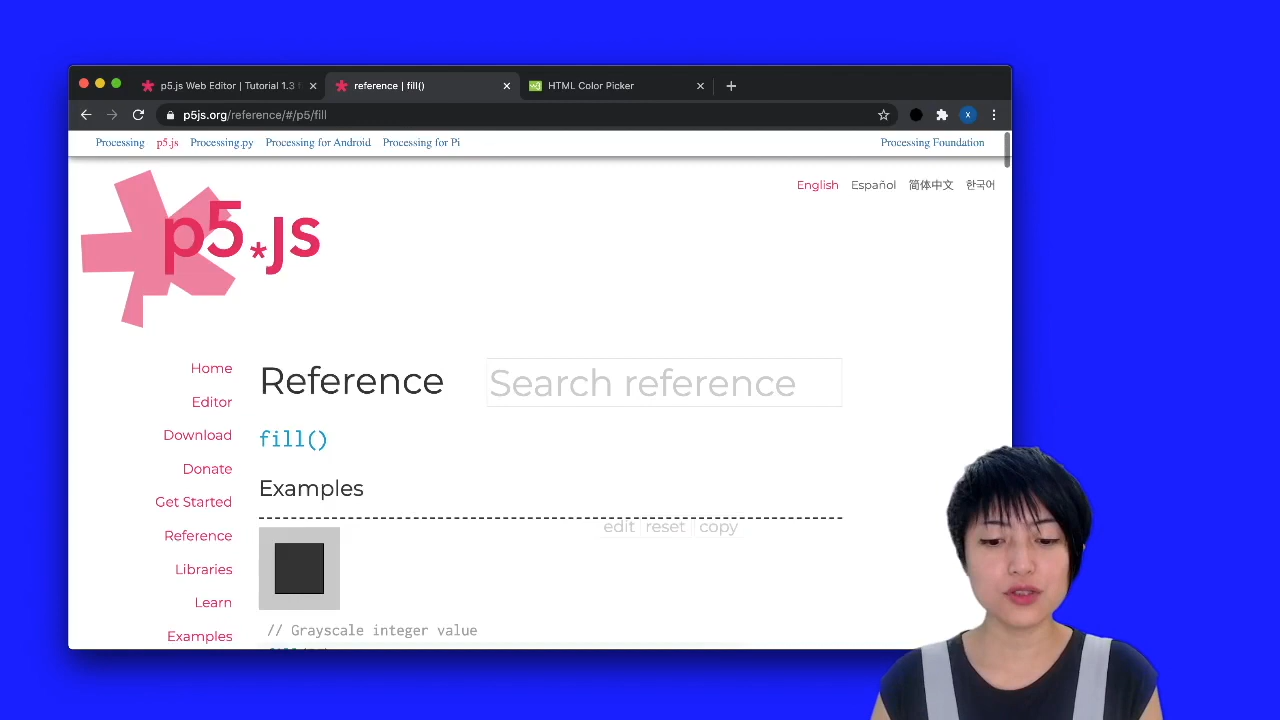 p5.js Web Editor | Tutorial 1.3
reference | fill()
HTML Color Picker
p5js.org/reference/#/p5/fill
X
Processing p5.js Processing.py Processing for Android Processing for Pi Processing Foundation
English Español 简体中文 한국어
p5*js
Home
Editor
Download
Donate
Get Started
Reference
Libraries
Learn
Examples
Reference
Search reference
fill()
Examples
edit reset copy
// Grayscale integer value